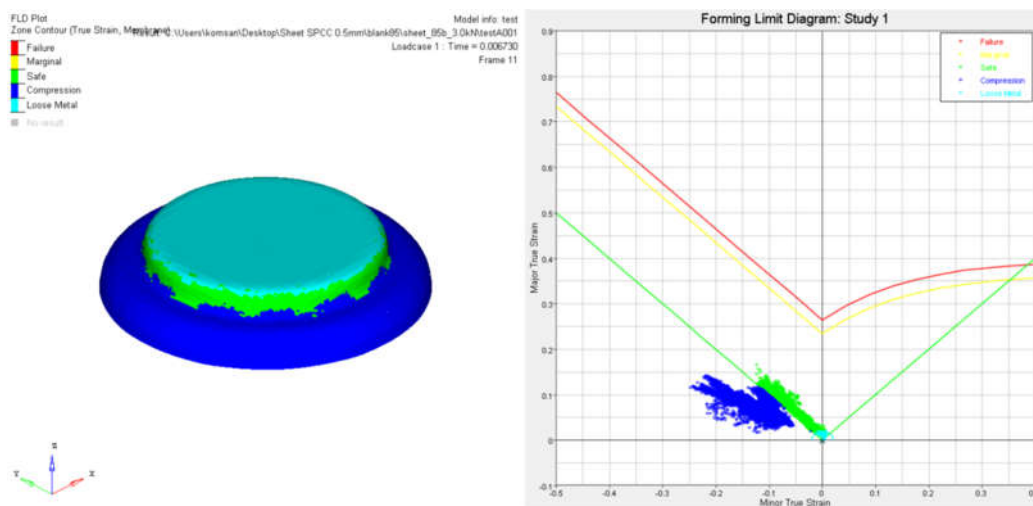 FLD Plot
Zone Contour (True Strain, Membrane)
Failure
Marginal
Safe
Compression
Loose Metal
No result
Model info: test
Result: C:\Users\komsan\Desktop\Sheet SPCC 0.5mm\blank85\sheet_85b_3.0kN\testA001
Loadcase 1 : Time = 0.006730
Frame 11
Z
Y
X
Forming Limit Diagram: Study 1
Failure
Marginal
Safe
Compression
Loose Metal
Major True Strain
0.9
0.8
0.7
0.6
0.5
0.4
0.3
0.2
0.1
0
-0.1
-0.5
-0.4
-0.3
-0.2
-0.1
0
0.1
0.2
0.3
Minor True Strain